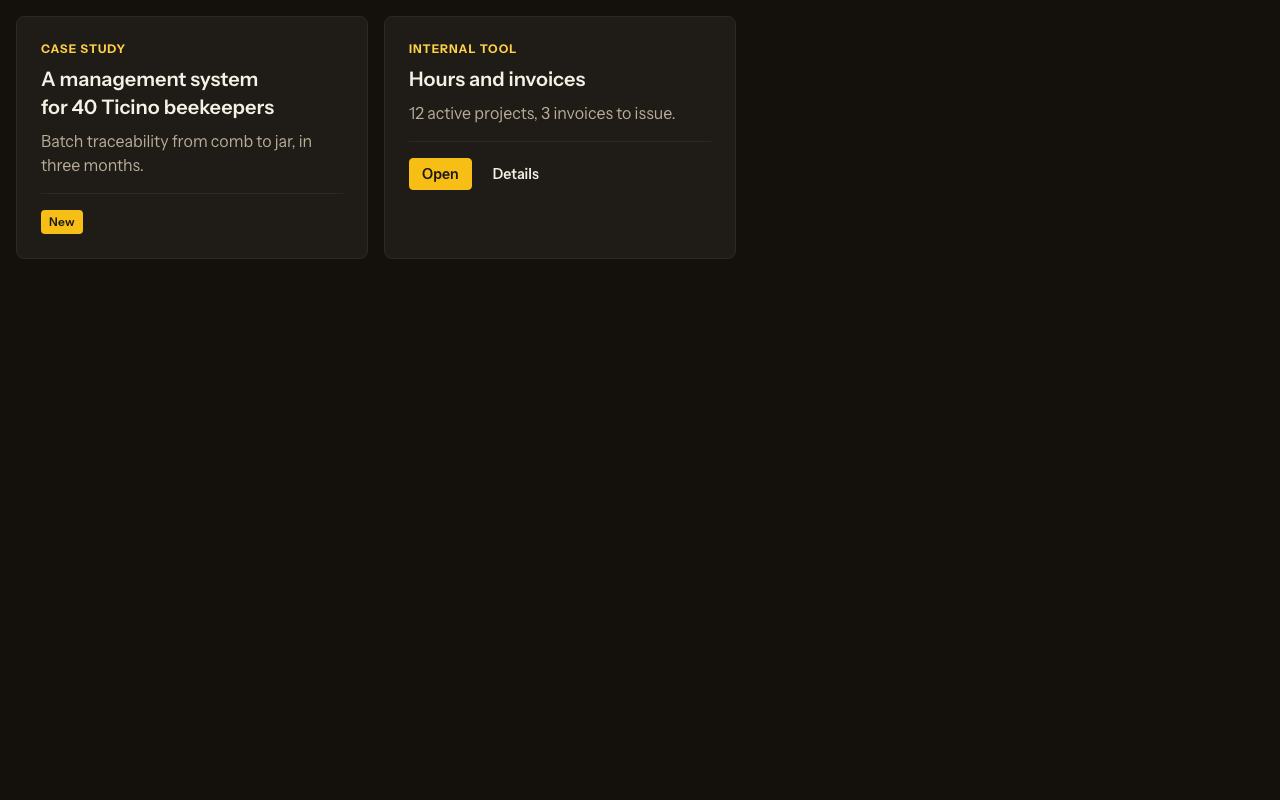 CASE STUDY
A management system
for 40 Ticino beekeepers
Batch traceability from comb to jar, in
three months.
New
INTERNAL TOOL
Hours and invoices
12 active projects, 3 invoices to issue.
Open
Details